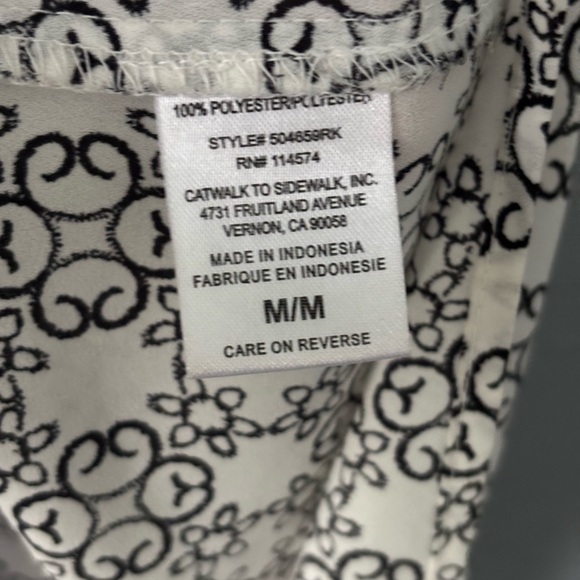 100% POLYESTER/POLYESTER
STYLE# 504659RK
RN# 114574
CATWALK TO SIDEWALK, INC.
4731 FRUITLAND AVENUE
VERNON, CA 90058
MADE IN INDONESIA
FABRIQUE EN INDONESIE
M/M
CARE ON REVERSE